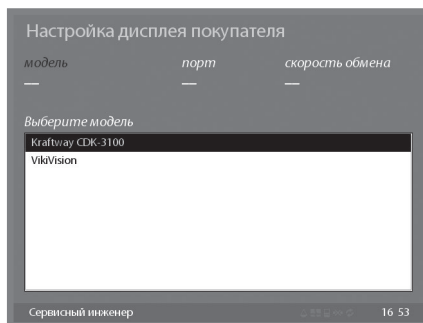 Настройка дисплея покупателя
модель порт скорость обмена
— — —
Выберите модель
Kraftway CDK-3100
VikiVision
Сервисный инженер 16 53